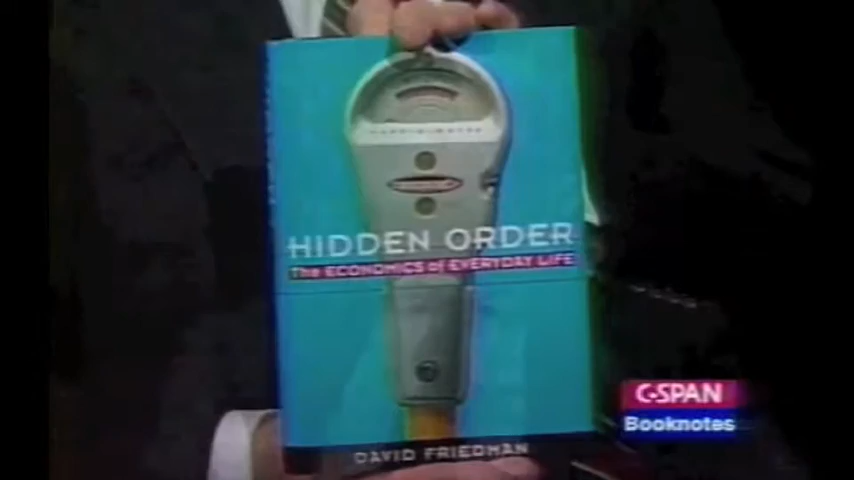 HIDDEN ORDER
The ECONOMICS of EVERYDAY LIFE
DAVID FRIEDMAN
C-SPAN
Booknotes